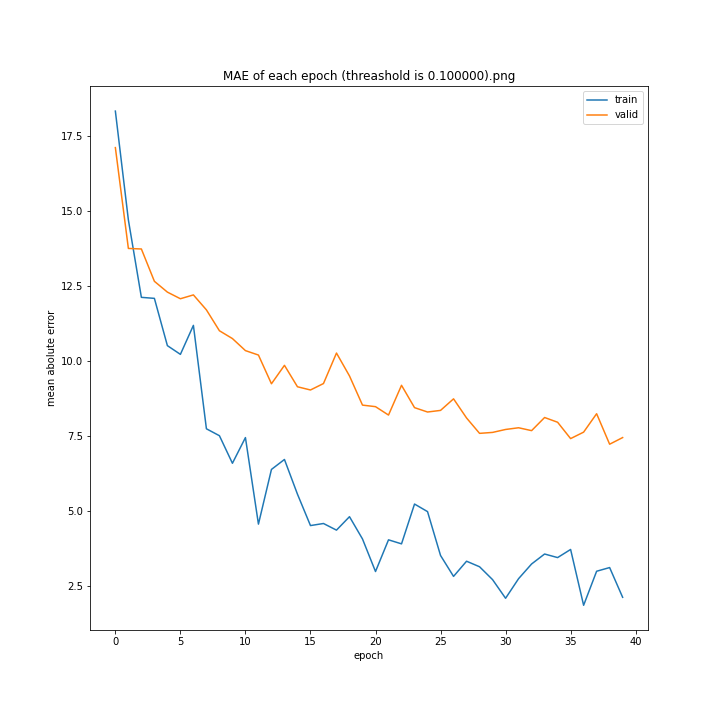 MAE of each epoch (threashold is 0.100000).png
train
valid
17.5
15.0
12.5
10.0
7.5
5.0
2.5
mean abolute error
0 5 10 15 20 25 30 35 40
epoch